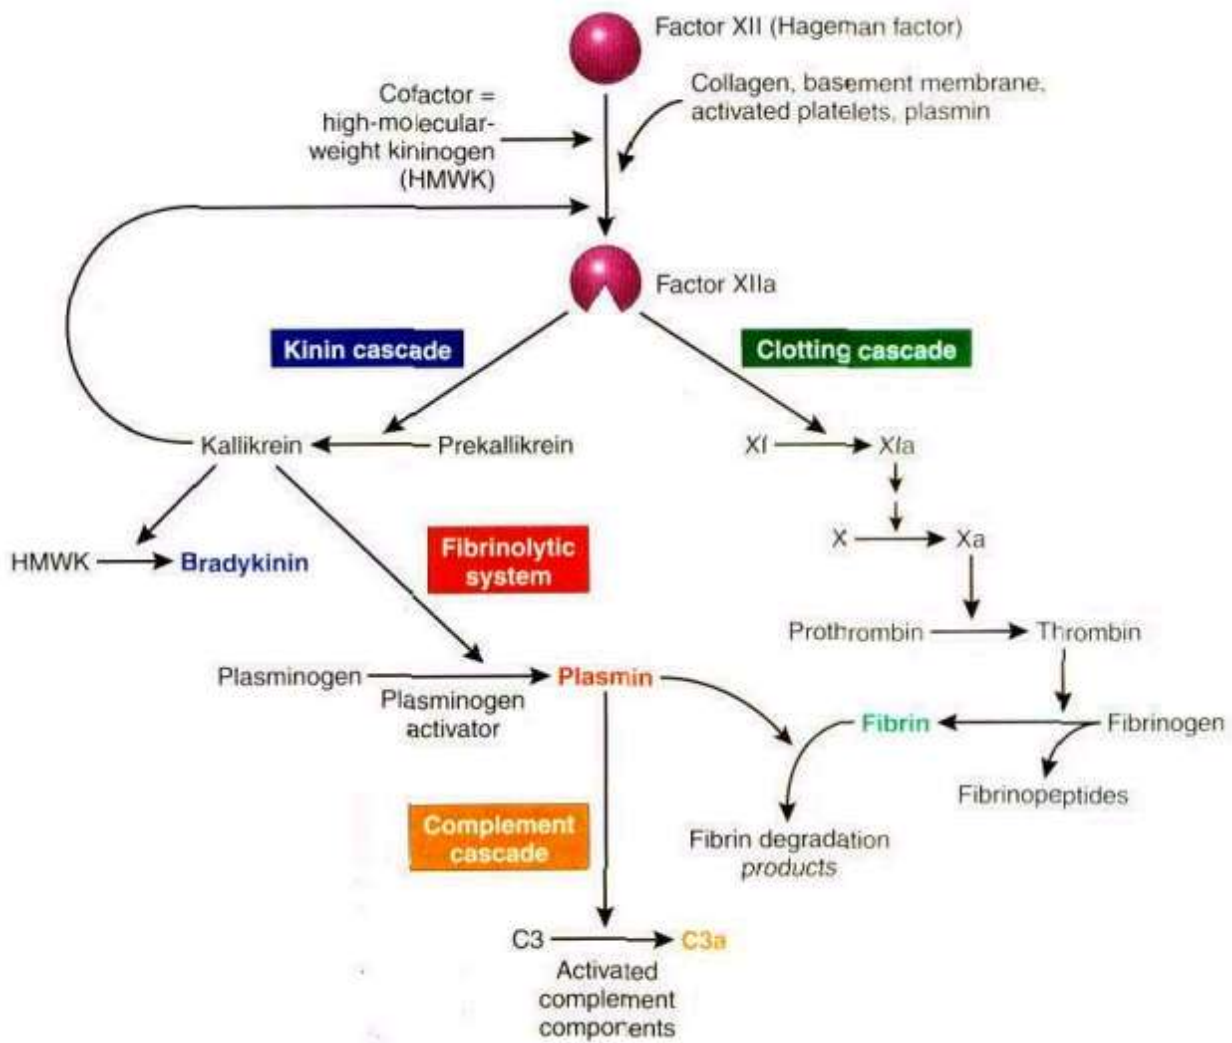 Factor XII (Hageman factor)
Collagen, basement membrane,
activated platelets, plasmin
Cofactor =
high-molecular-
weight kininogen
(HMWK)
Factor XIIa
Kinin cascade
Clotting cascade
Kallikrein
Prekallikrein
XI
XIa
HMWK
Bradykinin
Fibrinolytic
system
X
Xa
Prothrombin
Thrombin
Plasminogen
Plasminogen
activator
Plasmin
Fibrin
Fibrinogen
Fibrinopeptides
Complement
cascade
Fibrin degradation
products
C3
C3a
Activated
complement
components